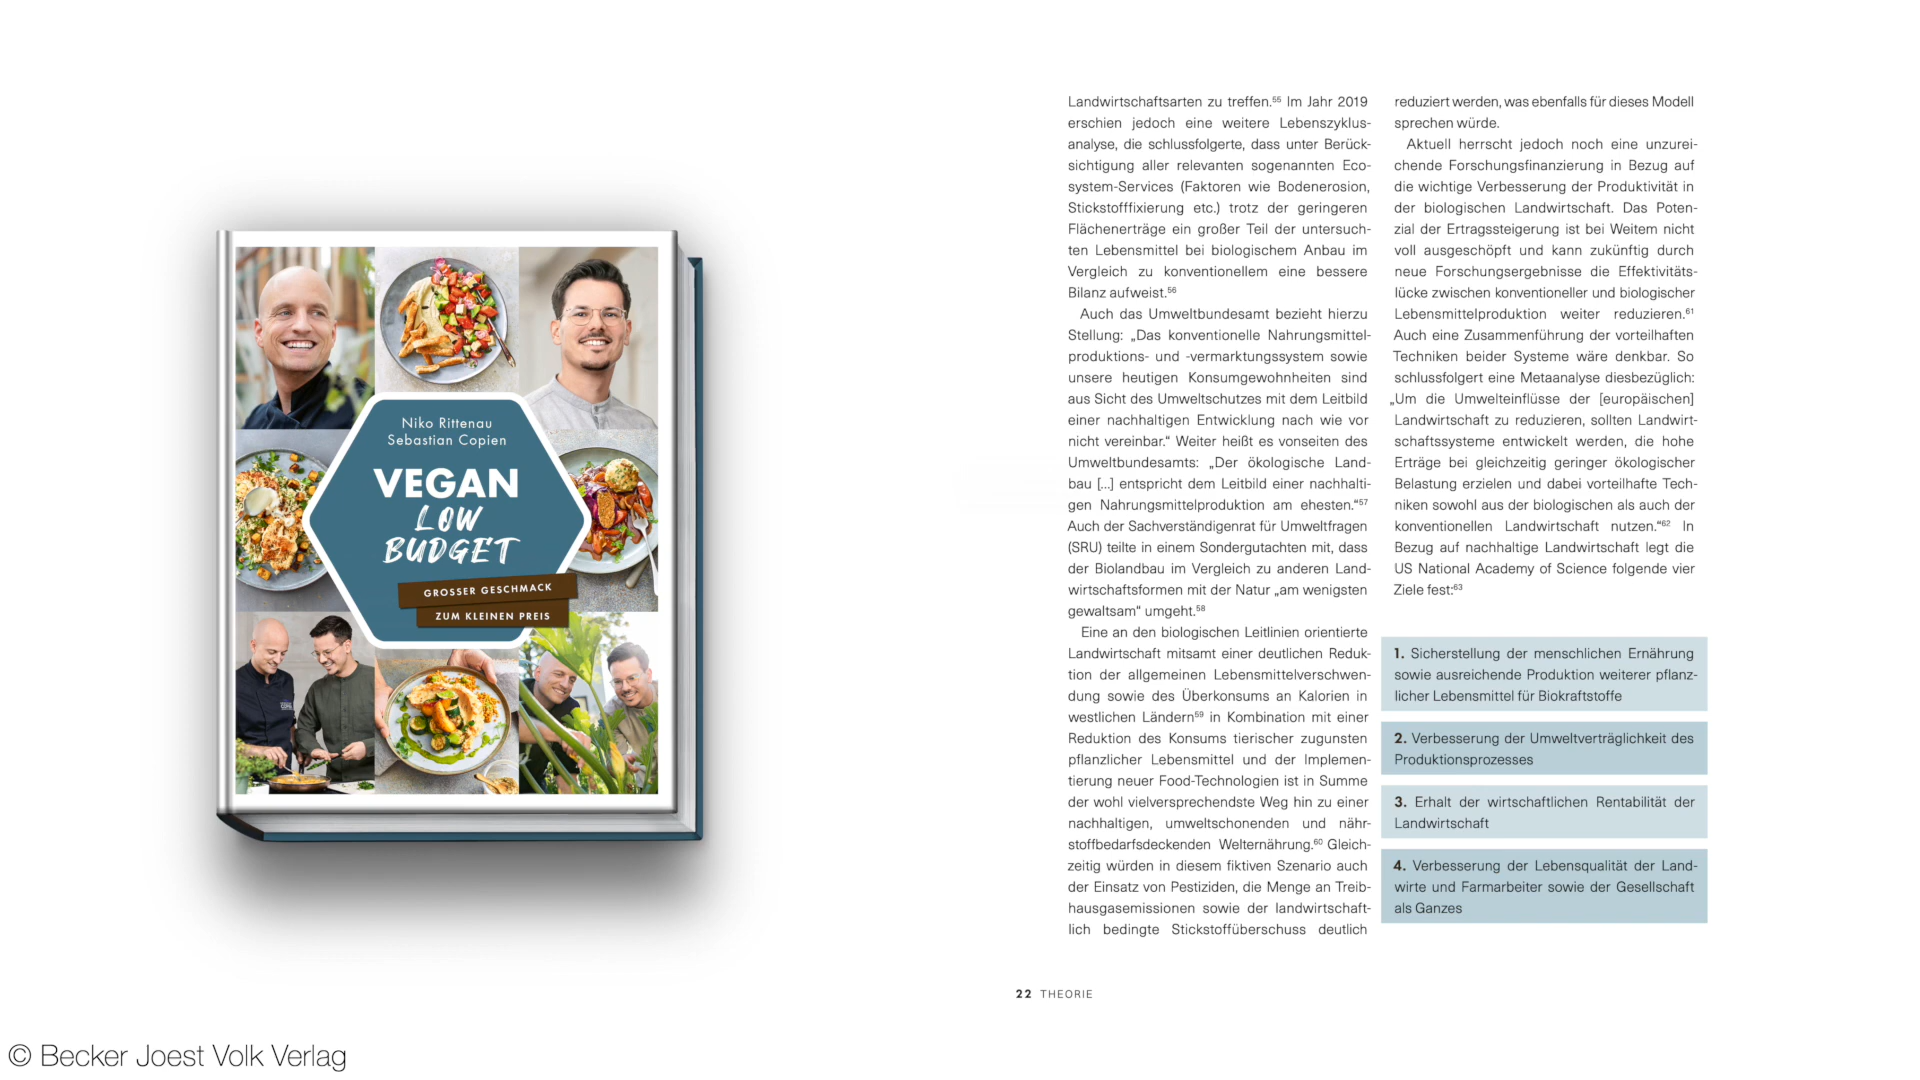 Niko Rittenau
Sebastian Copien
VEGAN
LOW
BUDGET
GROSSER GESCHMACK
ZUM KLEINEN PREIS
© Becker Joest Volk Verlag
Landwirtschaftsarten zu treffen.⁵⁵ Im Jahr 2019
erschien jedoch eine weitere Lebenszyklus-
analyse, die schlussfolgerte, dass unter Berück-
sichtigung aller relevanten sogenannten Eco-
system-Services (Faktoren wie Bodenerosion,
Stickstofffixierung etc.) trotz der geringeren
Flächenerträge ein großer Teil der untersuch-
ten Lebensmittel bei biologischem Anbau im
Vergleich zu konventionellem eine bessere
Bilanz aufweist.⁵⁶
Auch das Umweltbundesamt bezieht hierzu
Stellung: „Das konventionelle Nahrungsmittel-
produktions- und -vermarktungssystem sowie
unsere heutigen Konsumgewohnheiten sind
aus Sicht des Umweltschutzes mit dem Leitbild
einer nachhaltigen Entwicklung nach wie vor
nicht vereinbar.“ Weiter heißt es vonseiten des
Umweltbundesamts: „Der ökologische Land-
bau [...] entspricht dem Leitbild einer nachhalti-
gen Nahrungsmittelproduktion am ehesten.“⁵⁷
Auch der Sachverständigenrat für Umweltfragen
(SRU) teilte in einem Sondergutachten mit, dass
der Biolandbau im Vergleich zu anderen Land-
wirtschaftsformen mit der Natur „am wenigsten
gewaltsam“ umgeht.⁵⁸
Eine an den biologischen Leitlinien orientierte
Landwirtschaft mitsamt einer deutlichen Reduk-
tion der allgemeinen Lebensmittelverschwen-
dung sowie des Überkonsums an Kalorien in
westlichen Ländern⁵⁹ in Kombination mit einer
Reduktion des Konsums tierischer zugunsten
pflanzlicher Lebensmittel und der Implemen-
tierung neuer Food-Technologien ist in Summe
der wohl vielversprechendste Weg hin zu einer
nachhaltigen, umweltschonenden und nähr-
stoffbedarfsdeckenden Welternährung.⁶⁰ Gleich-
zeitig würden in diesem fiktiven Szenario auch
der Einsatz von Pestiziden, die Menge an Treib-
hausgasemissionen sowie der landwirtschaft-
lich bedingte Stickstoffüberschuss deutlich
reduziert werden, was ebenfalls für dieses Modell
sprechen würde.
Aktuell herrscht jedoch noch eine unzurei-
chende Forschungsfinanzierung in Bezug auf
die wichtige Verbesserung der Produktivität in
der biologischen Landwirtschaft. Das Poten-
zial der Ertragssteigerung ist bei Weitem nicht
voll ausgeschöpft und kann zukünftig durch
neue Forschungsergebnisse die Effektivitäts-
lücke zwischen konventioneller und biologischer
Lebensmittelproduktion weiter reduzieren.⁶¹
Auch eine Zusammenführung der vorteilhaften
Techniken beider Systeme wäre denkbar. So
schlussfolgert eine Metaanalyse diesbezüglich:
„Um die Umwelteinflüsse der [europäischen]
Landwirtschaft zu reduzieren, sollten Landwirt-
schaftssysteme entwickelt werden, die hohe
Erträge bei gleichzeitig geringer ökologischer
Belastung erzielen und dabei vorteilhafte Tech-
niken sowohl aus der biologischen als auch der
konventionellen Landwirtschaft nutzen.“⁶² In
Bezug auf nachhaltige Landwirtschaft legt die
US National Academy of Science folgende vier
Ziele fest:⁶³
1. Sicherstellung der menschlichen Ernährung
sowie ausreichende Produktion weiterer pflanz-
licher Lebensmittel für Biokraftstoffe
2. Verbesserung der Umweltverträglichkeit des
Produktionsprozesses
3. Erhalt der wirtschaftlichen Rentabilität der
Landwirtschaft
4. Verbesserung der Lebensqualität der Land-
wirte und Farmarbeiter sowie der Gesellschaft
als Ganzes
22 THEORIE